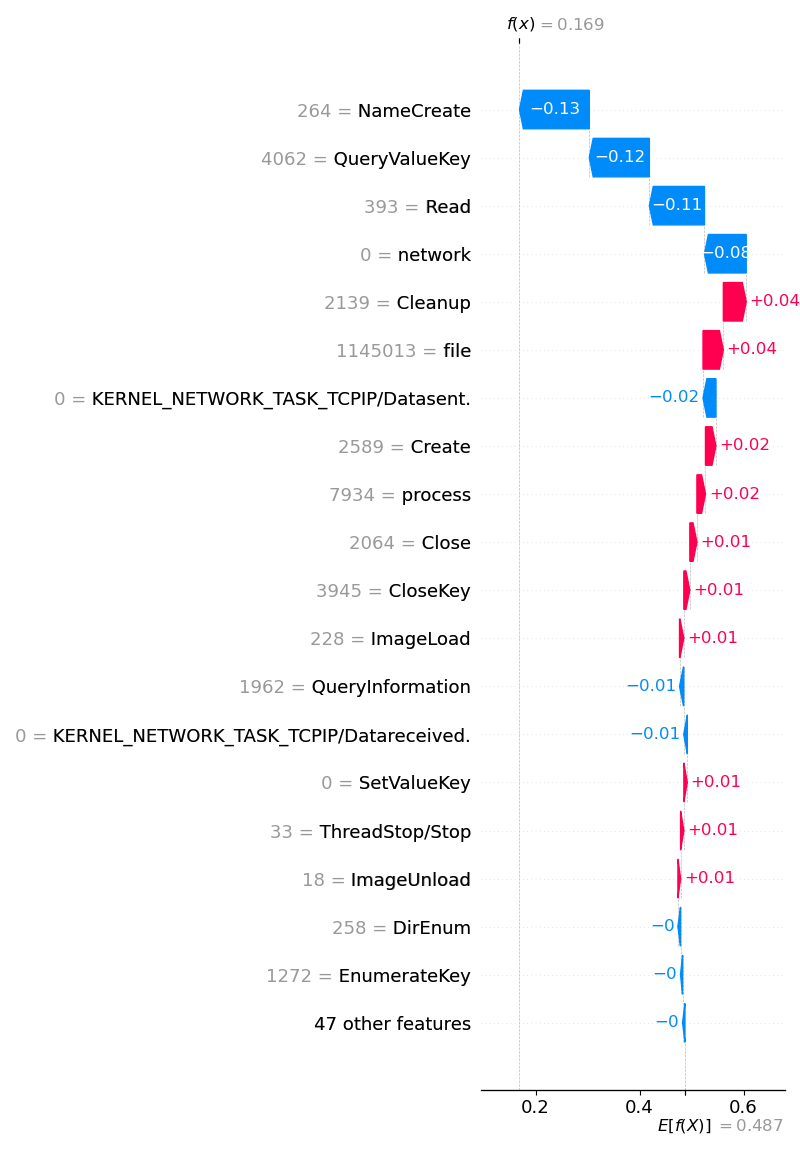 f(x) = 0.169
264 = NameCreate −0.13
4062 = QueryValueKey −0.12
393 = Read −0.11
0 = network −0.08
2139 = Cleanup +0.04
1145013 = file +0.04
0 = KERNEL_NETWORK_TASK_TCPIP/Datasent. −0.02
2589 = Create +0.02
7934 = process +0.02
2064 = Close +0.01
3945 = CloseKey +0.01
228 = ImageLoad +0.01
1962 = QueryInformation −0.01
0 = KERNEL_NETWORK_TASK_TCPIP/Datareceived. −0.01
0 = SetValueKey +0.01
33 = ThreadStop/Stop +0.01
18 = ImageUnload +0.01
258 = DirEnum −0
1272 = EnumerateKey −0
47 other features −0
0.2 0.4 0.6
E[f(X)] = 0.487